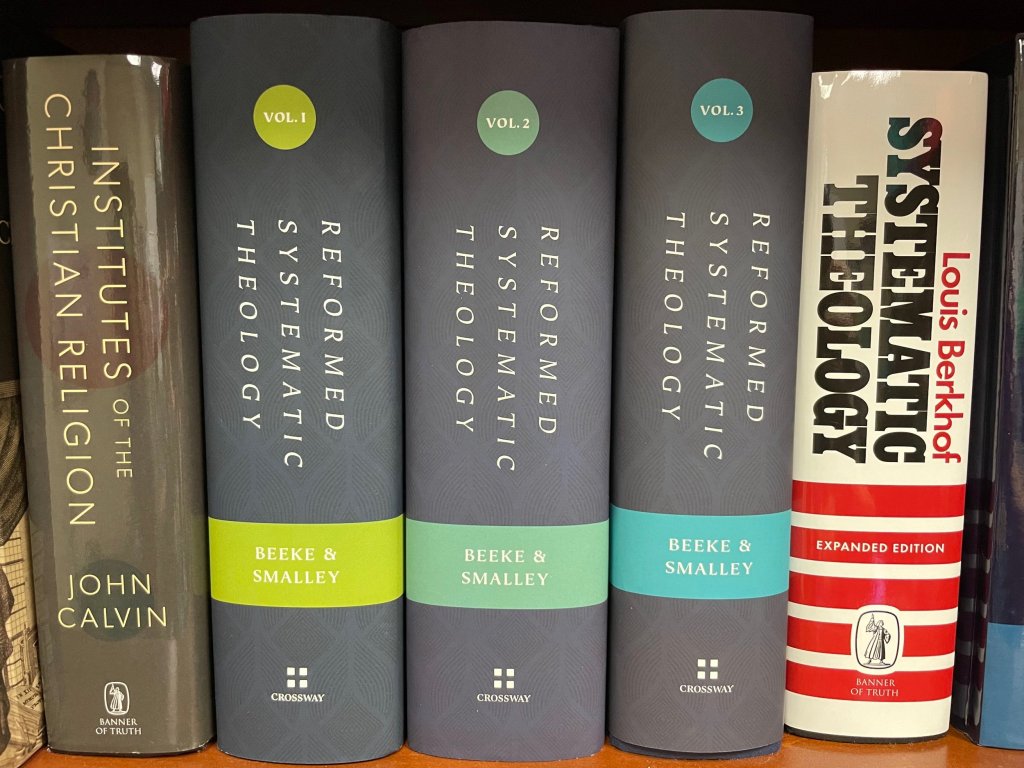 INSTITUTES OF THE
CHRISTIAN RELIGION
JOHN
CALVIN
BANNER
OF TRUTH
VOL. 1
REFORMED
SYSTEMATIC
THEOLOGY
BEEKE &
SMALLEY
CROSSWAY
VOL. 2
REFORMED
SYSTEMATIC
THEOLOGY
BEEKE &
SMALLEY
CROSSWAY
VOL. 3
REFORMED
SYSTEMATIC
THEOLOGY
BEEKE &
SMALLEY
CROSSWAY
Louis Berkhof
SYSTEMATIC
THEOLOGY
EXPANDED EDITION
BANNER
OF TRUTH